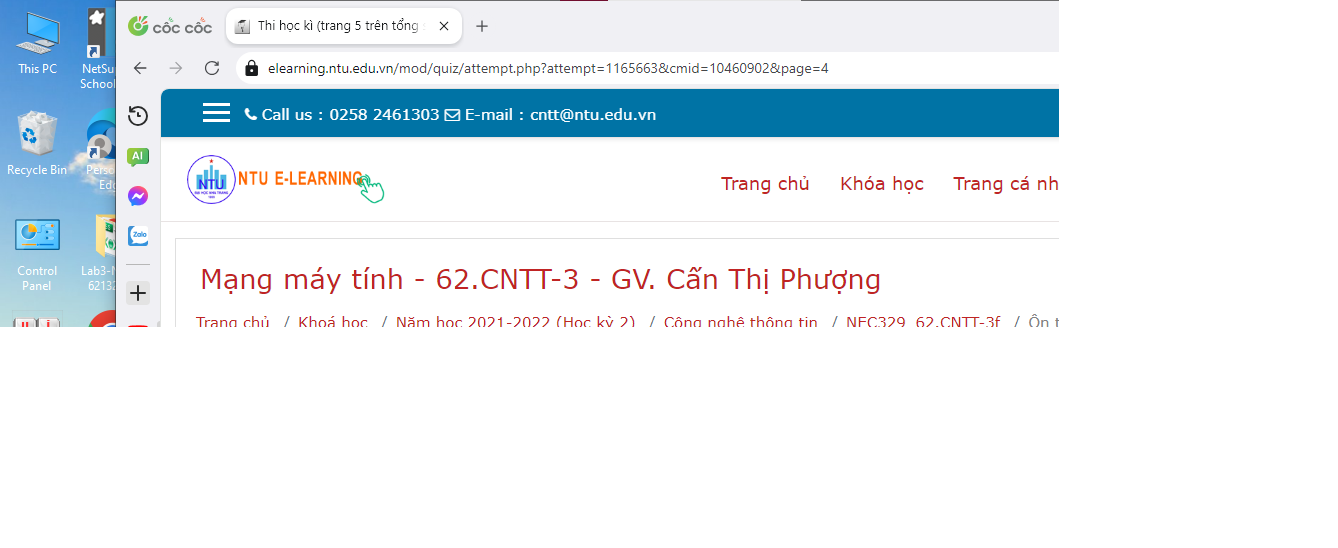 This PC
NetSu
School
Recycle Bin
Perso
Edg
Control
Panel
Lab3-N
62132
cốc cốc
Thi học kì (trang 5 trên tổng
elearning.ntu.edu.vn/mod/quiz/attempt.php?attempt=1165663&cmid=10460902&page=4
AI
Zalo
Call us : 0258 2461303 E-mail : cntt@ntu.edu.vn
NTU
NTU E-LEARNING
Trang chủ Khóa học Trang cá nh
Mạng máy tính - 62.CNTT-3 - GV. Cấn Thị Phượng
Trang chủ / Khoá học / Năm học 2021-2022 (Học kỳ 2) / Công nghệ thông tin / NEC329_62.CNTT-3f / Ôn t